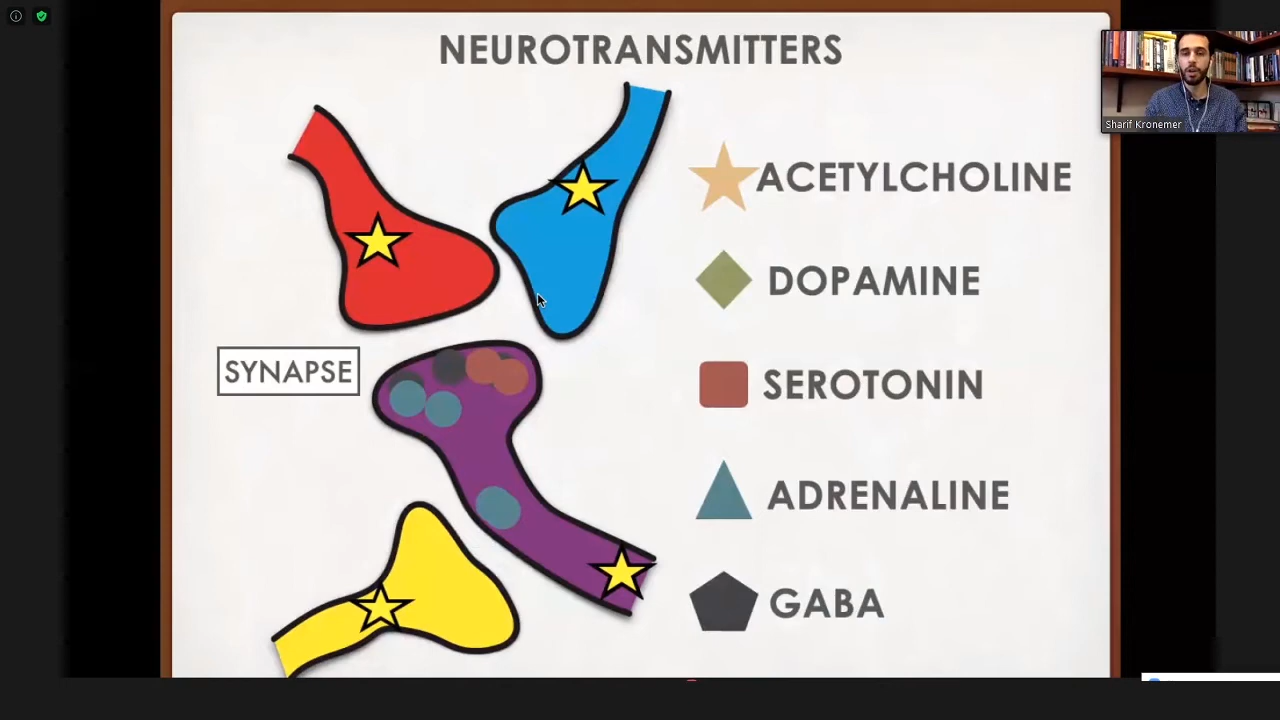 NEUROTRANSMITTERS
Sharif Kronemer
ACETYLCHOLINE
DOPAMINE
SYNAPSE
SEROTONIN
ADRENALINE
GABA